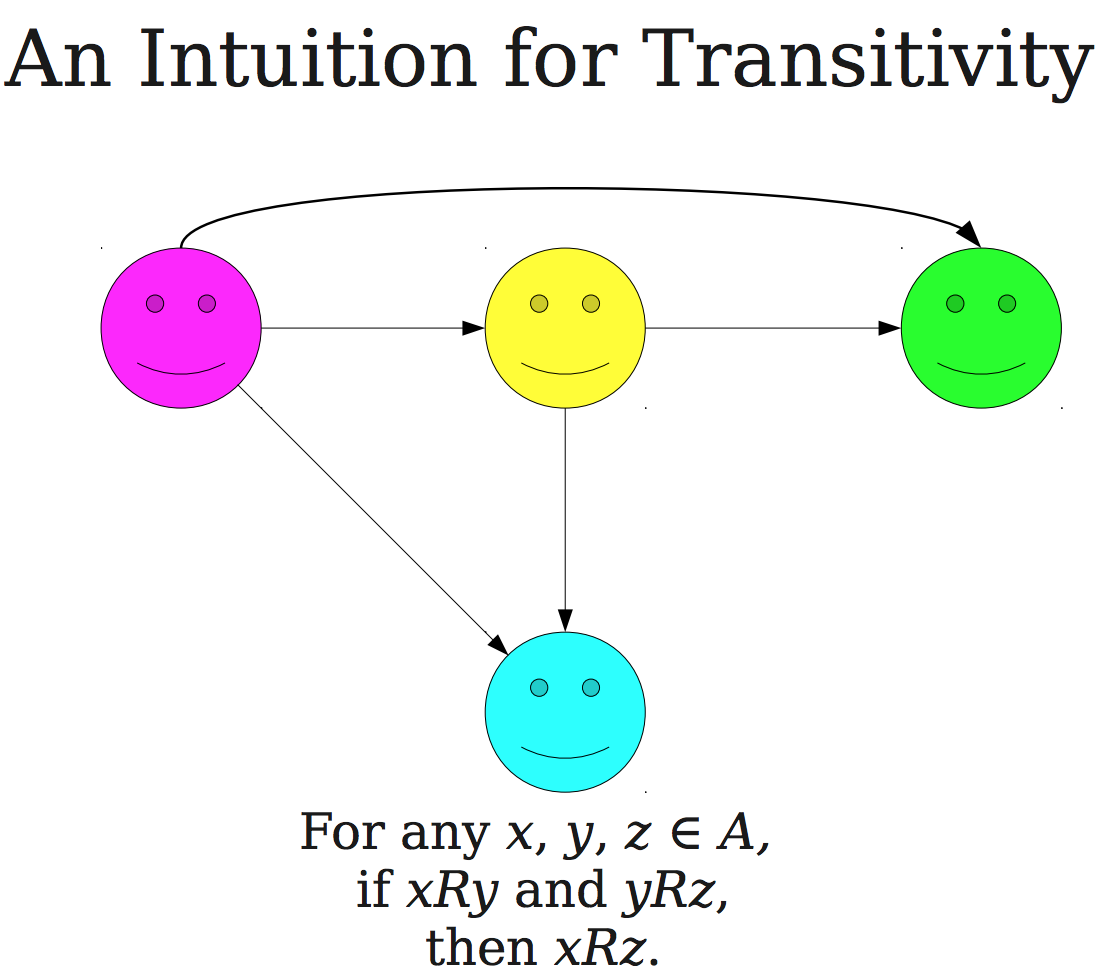 An Intuition for Transitivity
For any x, y, z ∈ A,
if xRy and yRz,
then xRz.